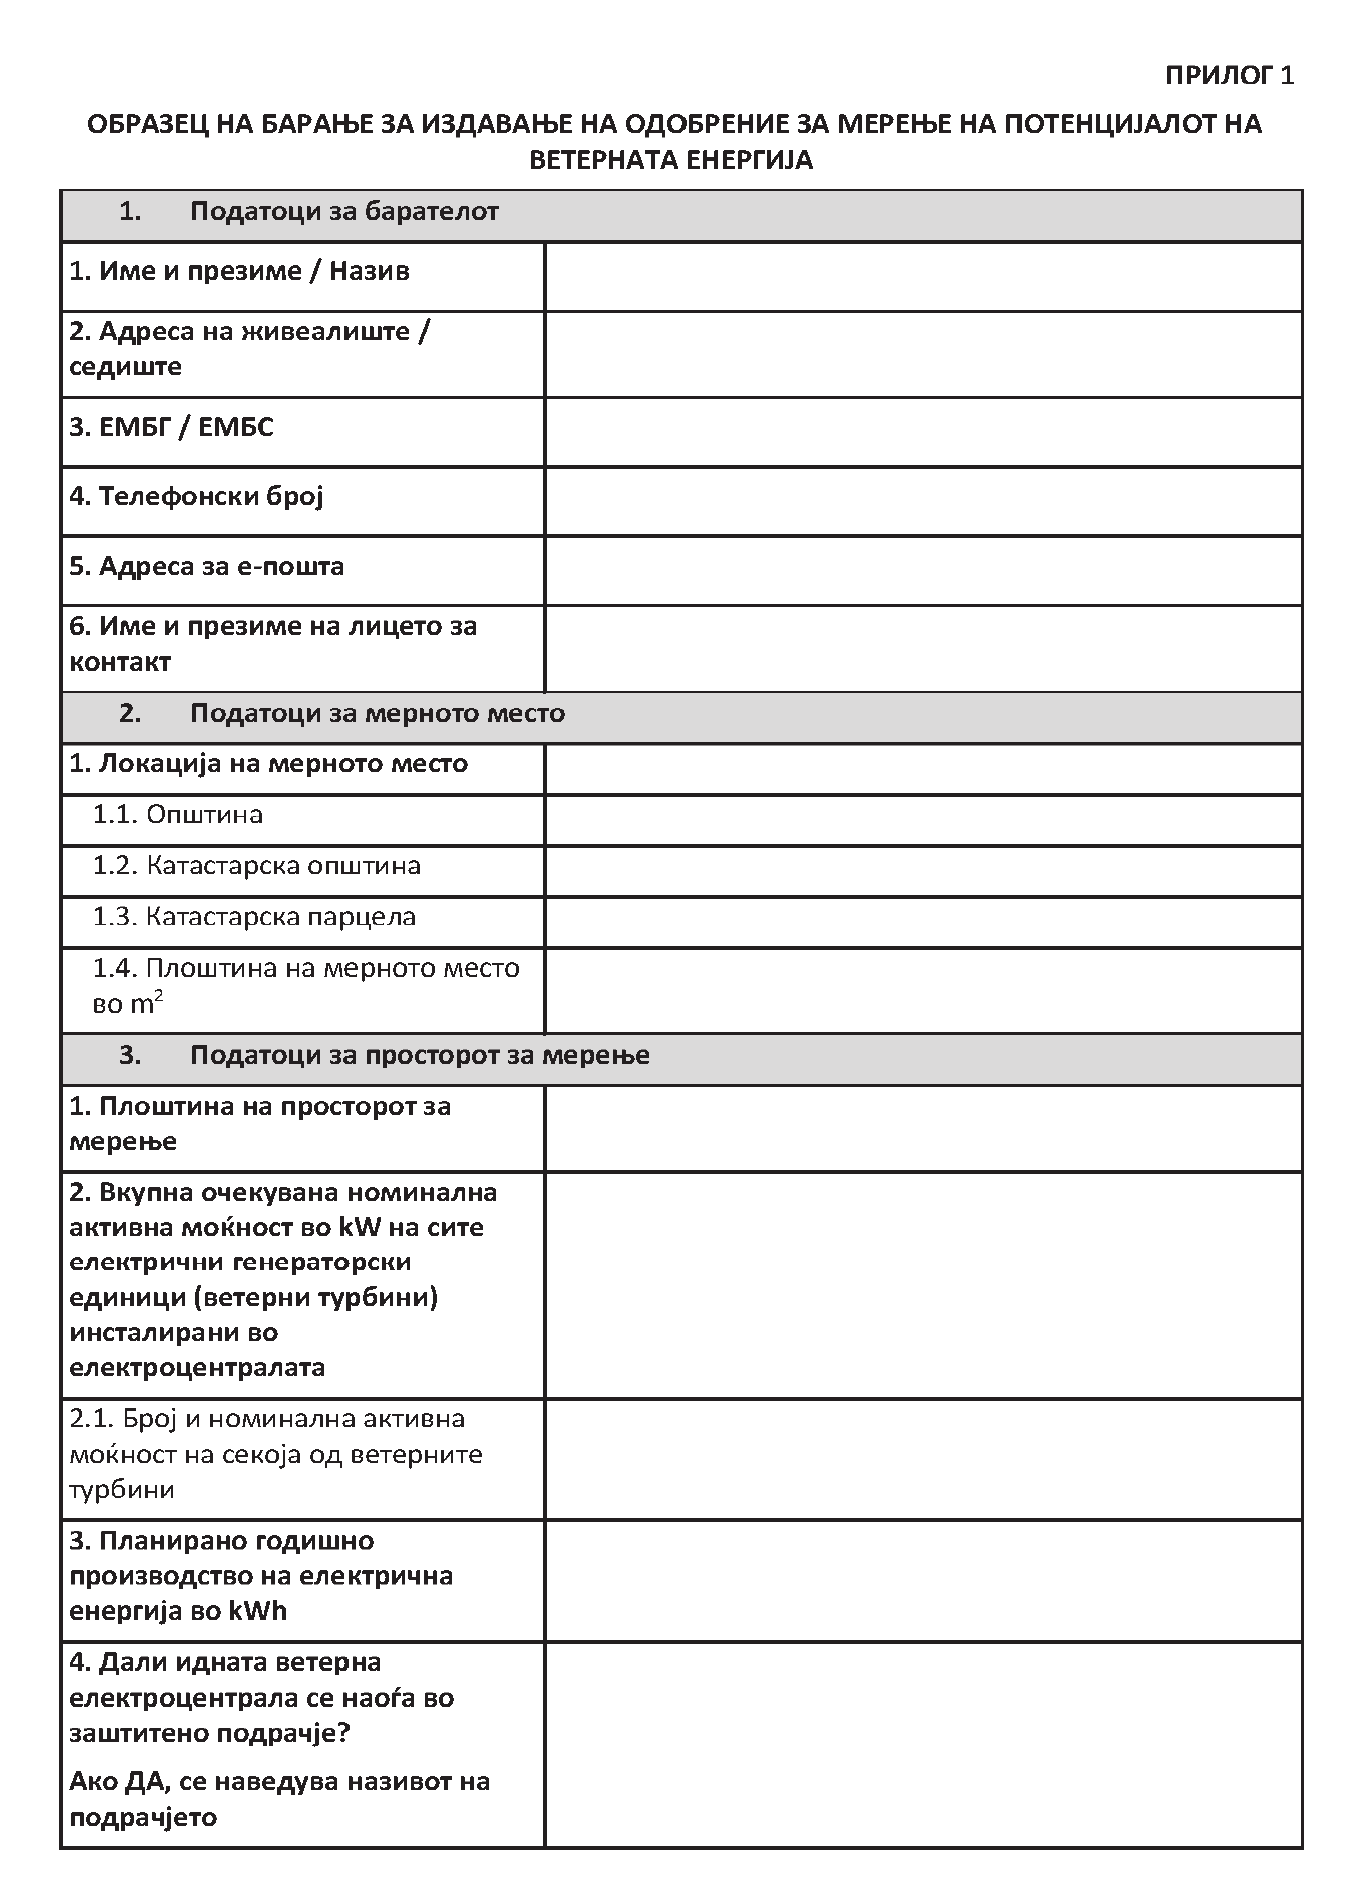 ПРИЛОГ 1
ОБРАЗЕЦ НА БАРАЊЕ ЗА ИЗДАВАЊЕ НА ОДОБРЕНИЕ ЗА МЕРЕЊЕ НА ПОТЕНЦИЈАЛОТ НА
ВЕТЕРНАТА ЕНЕРГИЈА
1. Податоци за барателот
1. Име и презиме / Назив
2. Адреса на живеалиште /
седиште
3. ЕМБГ / ЕМБС
4. Телефонски број
5. Адреса за е-пошта
6. Име и презиме на лицето за
контакт
2. Податоци за мерното место
1. Локација на мерното место
1.1. Општина
1.2. Катастарска општина
1.3. Катастарска парцела
1.4. Плоштина на мерното место
во m²
3. Податоци за просторот за мерење
1. Плоштина на просторот за
мерење
2. Вкупна очекувана номинална
активна моќност во kW на сите
електрични генераторски
единици (ветерни турбини)
инсталирани во
електроцентралата
2.1. Број и номинална активна
моќност на секоја од ветерните
турбини
3. Планирано годишно
производство на електрична
енергија во kWh
4. Дали идната ветерна
електроцентрала се наоѓа во
заштитено подрачје?
Ако ДА, се наведува називот на
подрачјето